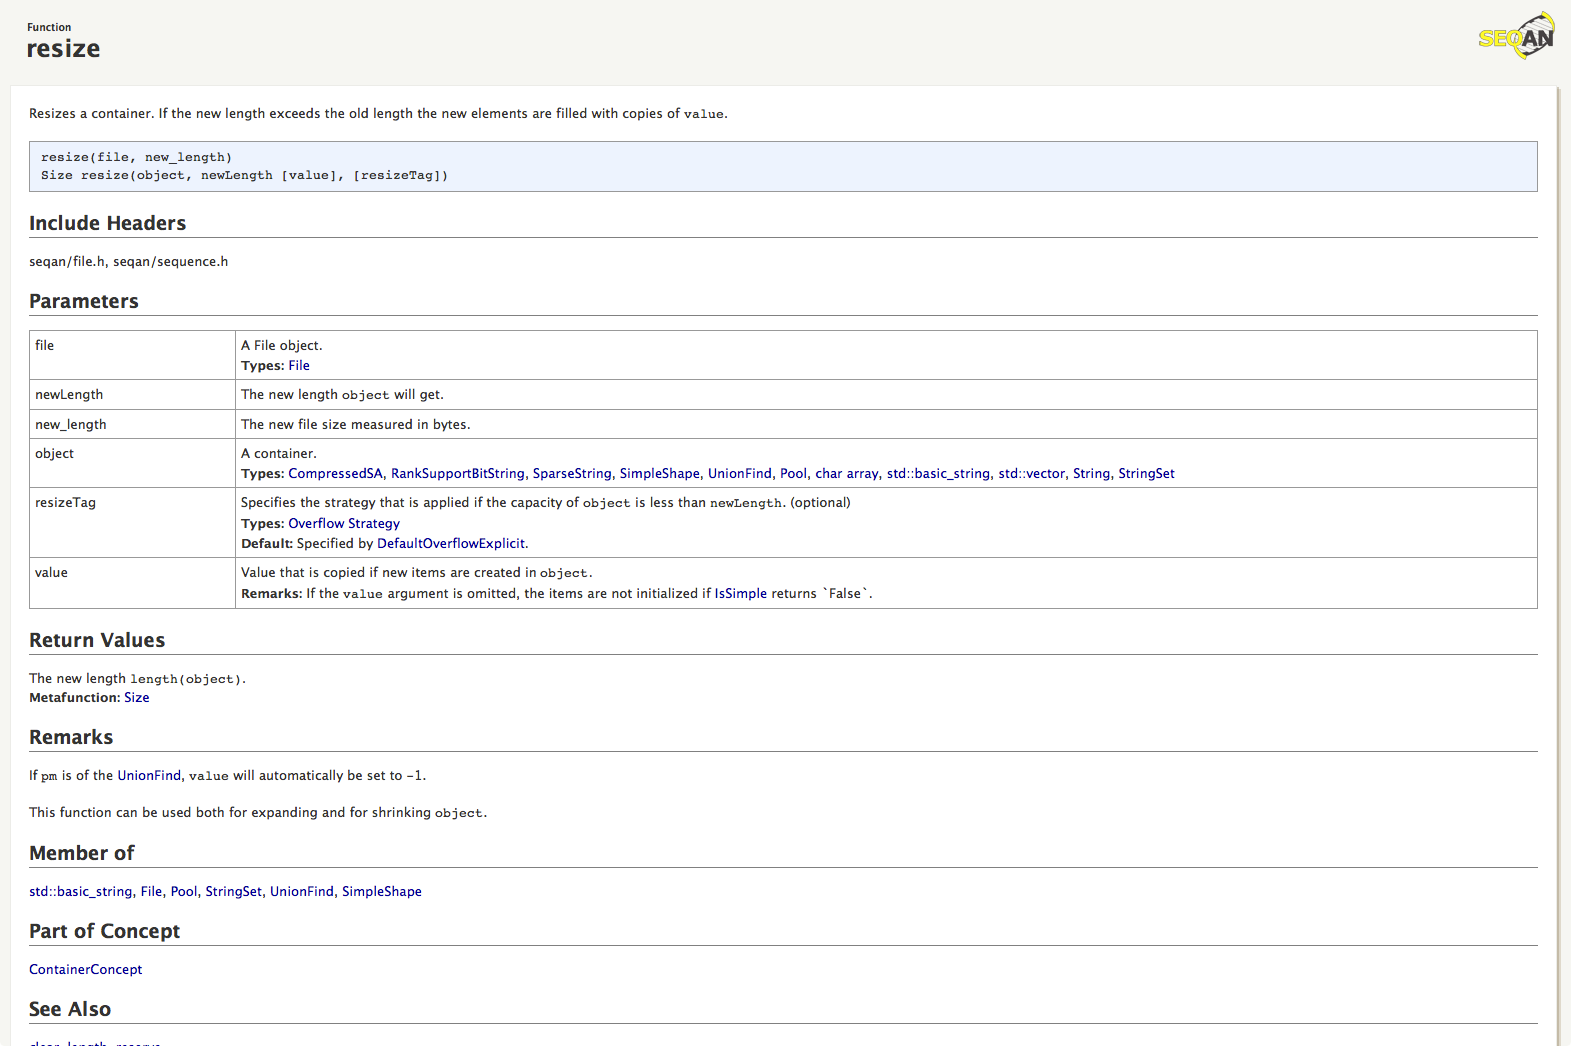 Function
resize
SEQAN
Resizes a container. If the new length exceeds the old length the new elements are filled with copies of value.
resize(file, new_length)
Size resize(object, newLength [value], [resizeTag])
Include Headers
seqan/file.h, seqan/sequence.h
Parameters
file
A File object.
Types: File
newLength
The new length object will get.
new_length
The new file size measured in bytes.
object
A container.
Types: CompressedSA, RankSupportBitString, SparseString, SimpleShape, UnionFind, Pool, char array, std::basic_string, std::vector, String, StringSet
resizeTag
Specifies the strategy that is applied if the capacity of object is less than newLength. (optional)
Types: Overflow Strategy
Default: Specified by DefaultOverflowExplicit.
value
Value that is copied if new items are created in object.
Remarks: If the value argument is omitted, the items are not initialized if IsSimple returns `False`.
Return Values
The new length length(object).
Metafunction: Size
Remarks
If pm is of the UnionFind, value will automatically be set to -1.
This function can be used both for expanding and for shrinking object.
Member of
std::basic_string, File, Pool, StringSet, UnionFind, SimpleShape
Part of Concept
ContainerConcept
See Also
clear, length, reserve